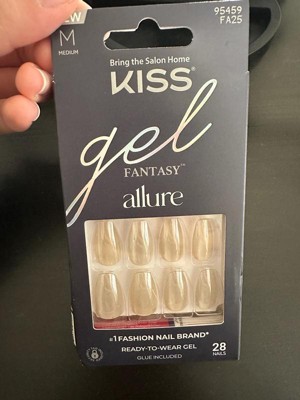 M
MEDIUM
Bring the Salon Home
95459
FA25
KISS
gel
FANTASY™
allure
#1 FASHION NAIL BRAND*
READY-TO-WEAR GEL
GLUE INCLUDED
28
NAILS